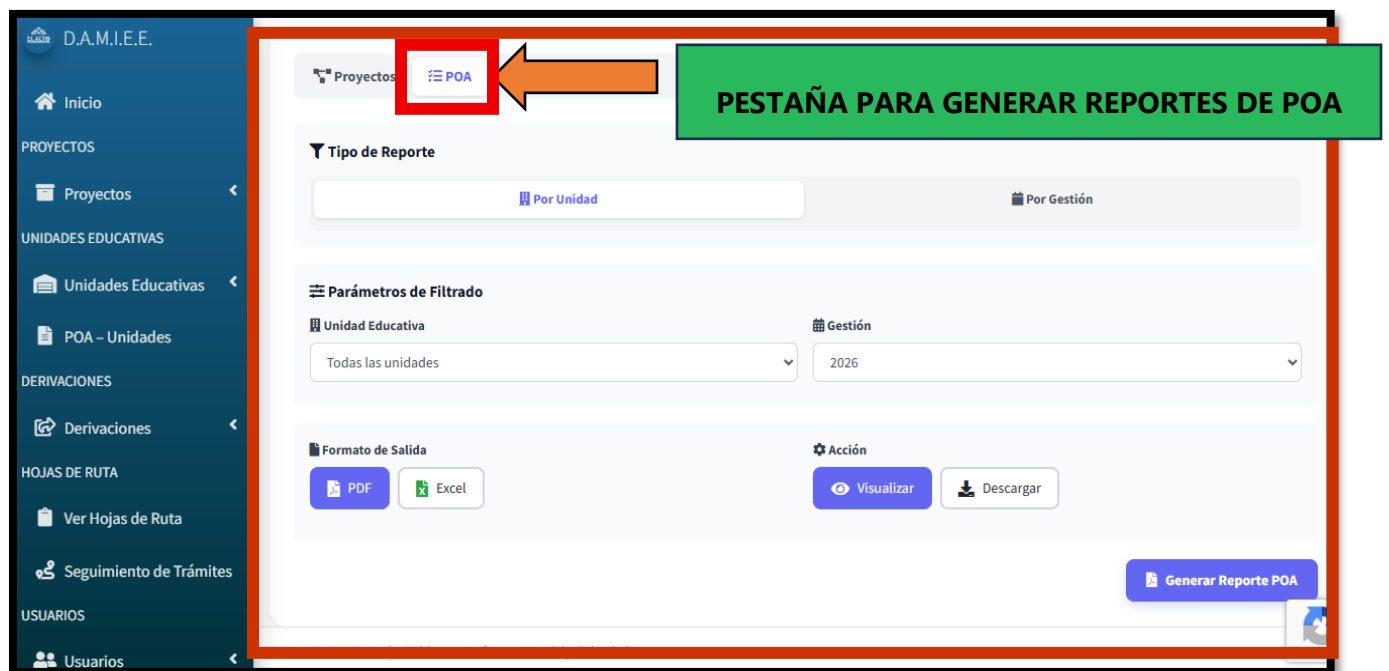 D.A.M.I.E.E.
Inicio
PROYECTOS
Proyectos
UNIDADES EDUCATIVAS
Unidades Educativas
POA – Unidades
DERIVACIONES
Derivaciones
HOJAS DE RUTA
Ver Hojas de Ruta
Seguimiento de Trámites
USUARIOS
Usuarios
Proyectos
POA
PESTAÑA PARA GENERAR REPORTES DE POA
Tipo de Reporte
Por Unidad
Por Gestión
Parámetros de Filtrado
Unidad Educativa
Gestión
Todas las unidades
2026
Formato de Salida
Acción
PDF
Excel
Visualizar
Descargar
Generar Reporte POA